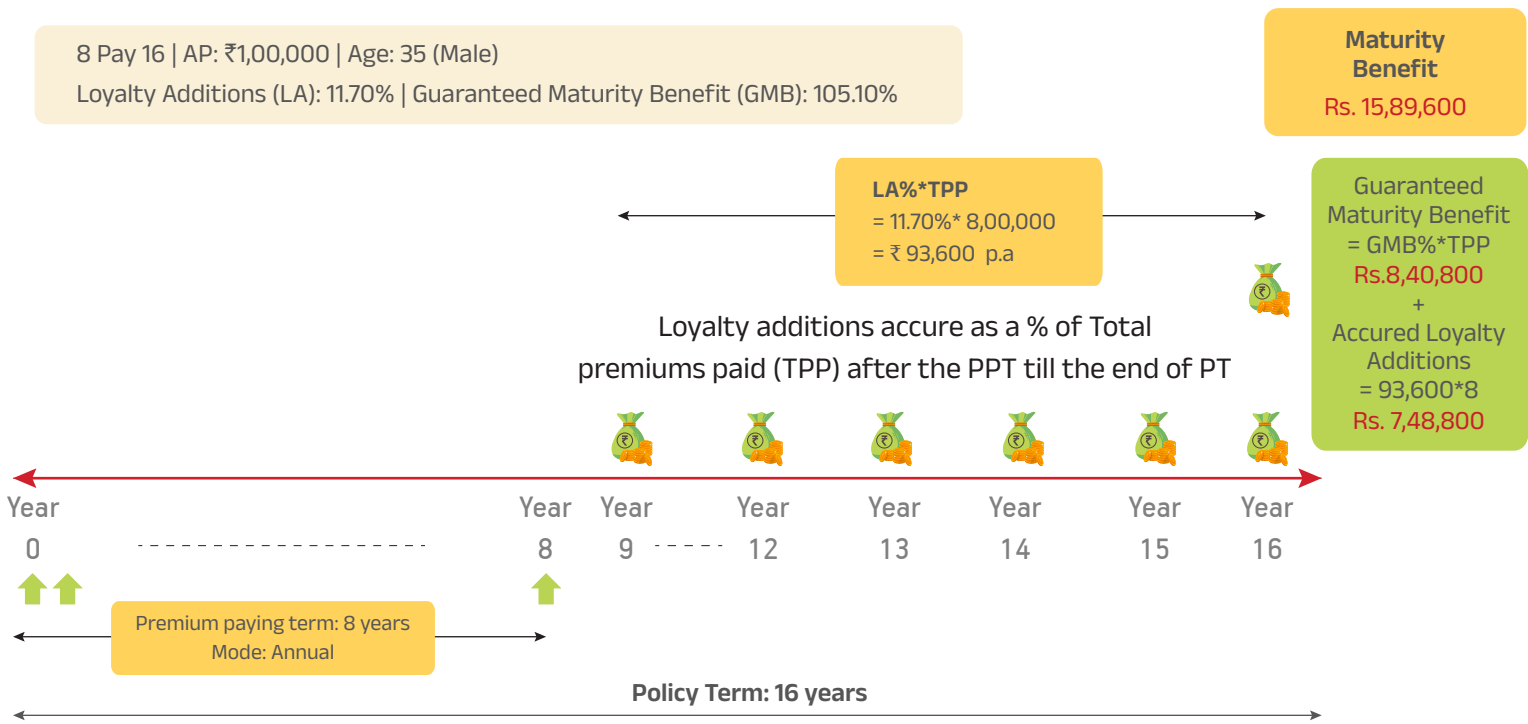 8 Pay 16 | AP: ₹1,00,000 | Age: 35 (Male)
Loyalty Additions (LA): 11.70% | Guaranteed Maturity Benefit (GMB): 105.10%
Maturity
Benefit
Rs. 15,89,600
LA%*TPP
= 11.70%* 8,00,000
= ₹ 93,600 p.a
Guaranteed
Maturity Benefit
= GMB%*TPP
Rs.8,40,800
+
Accured Loyalty
Additions
= 93,600*8
Rs. 7,48,800
₹
Loyalty additions accure as a % of Total
premiums paid (TPP) after the PPT till the end of PT
₹ ₹ ₹ ₹ ₹ ₹
Year Year Year Year Year Year Year Year
0 8 9 12 13 14 15 16
Premium paying term: 8 years
Mode: Annual
Policy Term: 16 years